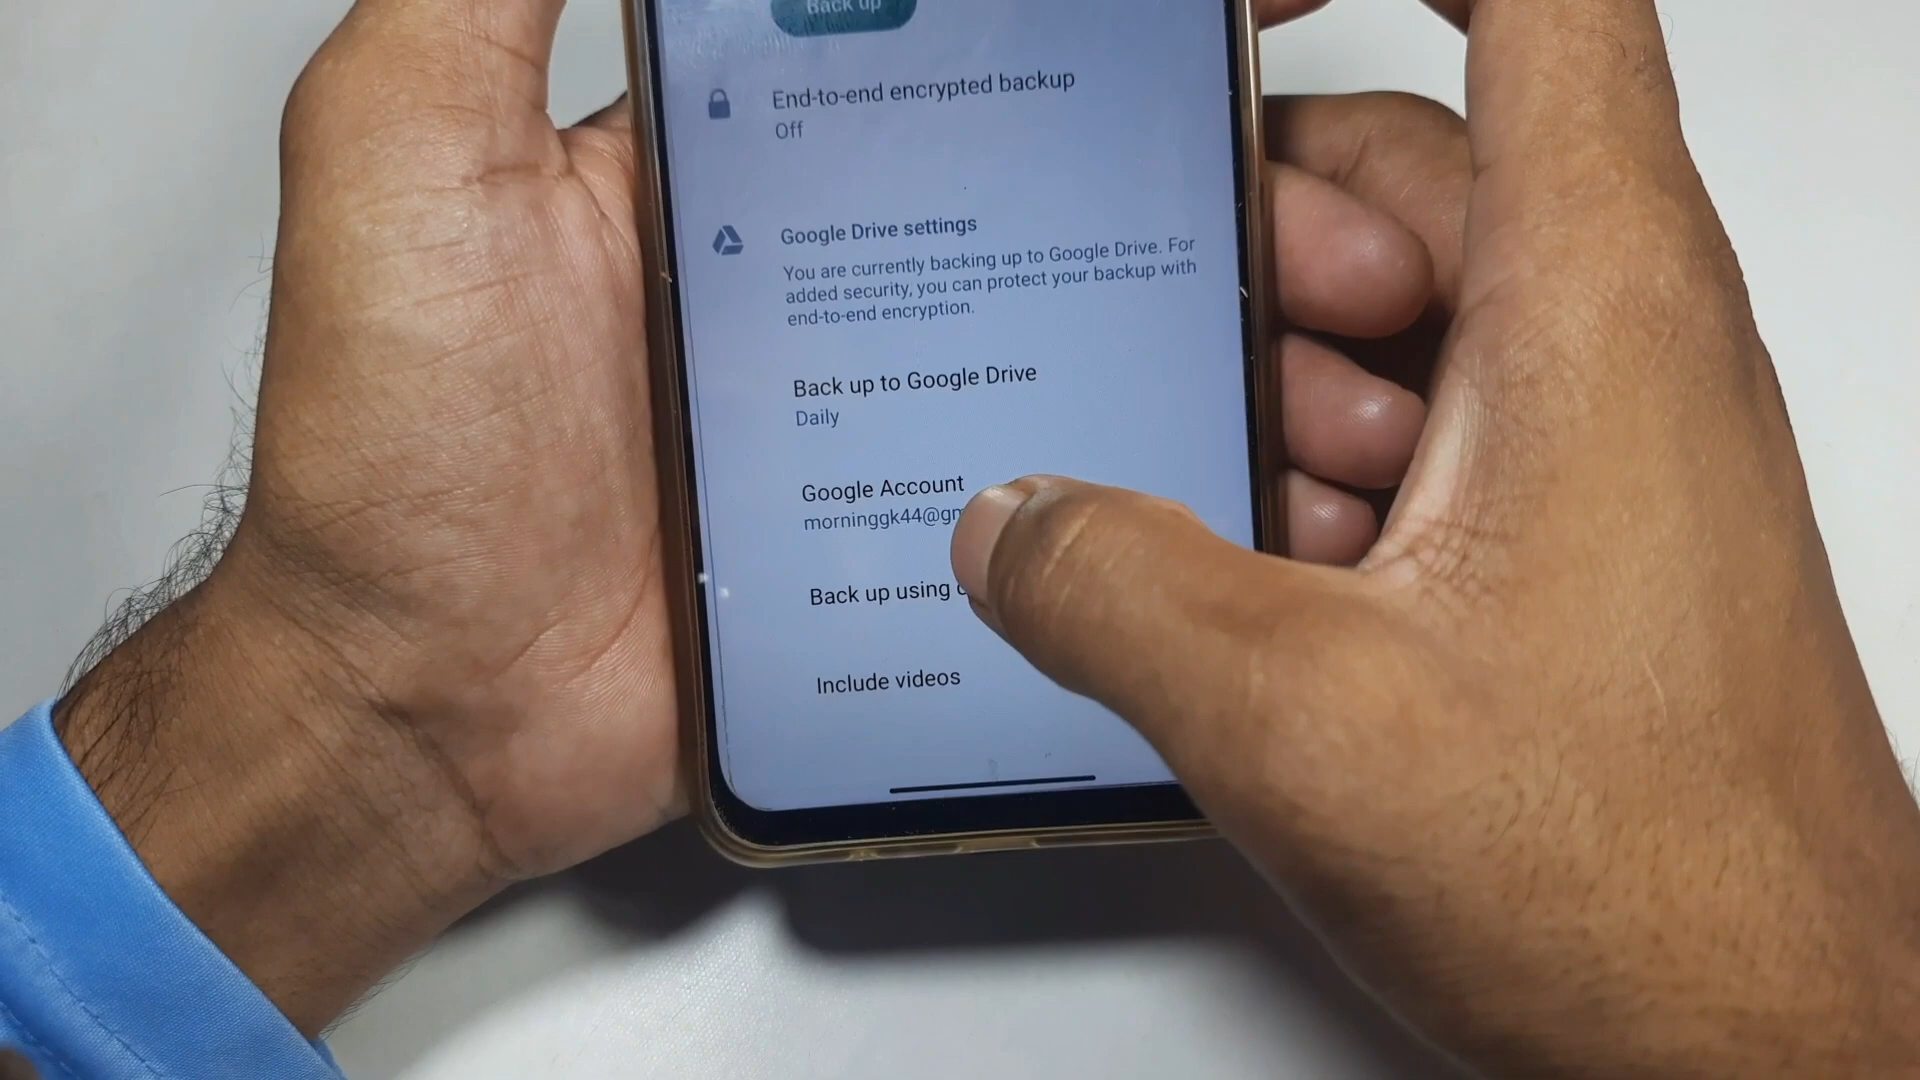 Back up
End-to-end encrypted backup
Off
Google Drive settings
You are currently backing up to Google Drive. For
added security, you can protect your backup with
end-to-end encryption.
Back up to Google Drive
Daily
Google Account
morninggk44@gm
Back up using
Include videos